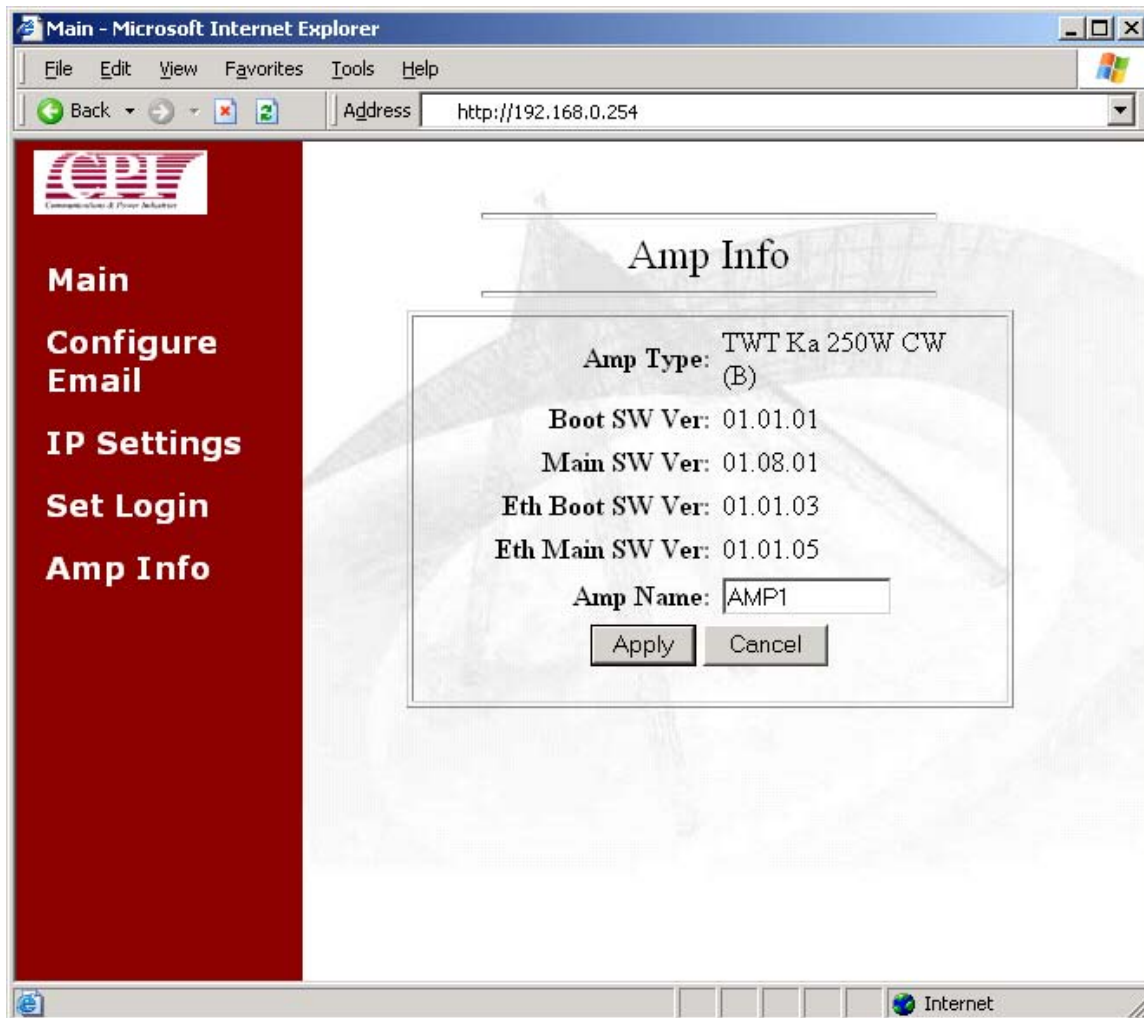 Main - Microsoft Internet Explorer
File Edit View Favorites Tools Help
Back Address http://192.168.0.254
CPI
Communications & Power Industries
Main
Configure
Email
IP Settings
Set Login
Amp Info
Amp Info
Amp Type: TWT Ka 250W CW
(B)
Boot SW Ver: 01.01.01
Main SW Ver: 01.08.01
Eth Boot SW Ver: 01.01.03
Eth Main SW Ver: 01.01.05
Amp Name: AMP1
Apply Cancel
Internet